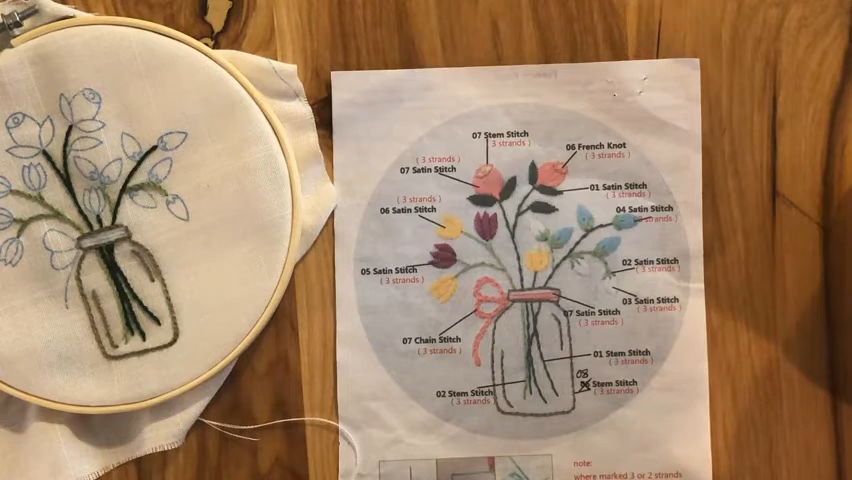 07 Stem Stitch
( 3 strands)
06 French Knot
( 3 strands)
( 3 strands )
07 Satin Stitch
01 Satin Stitch
( 3 strands)
( 3 strands)
06 Satin Stitch
04 Satin Stitch
strands)
05 Satin Stitch
( 3 strands )
02 Satin Stitch
( 3 strands )
03 Satin Stitch
( 3 strands )
07 Satin Stitch
( 3 strands )
07 Chain Stitch
( 3 strands )
01 Stem Stitch
( 3 strands )
08
Stem Stitch
( 3 strands )
02 Stem Stitch
( 3 strands )
note:
where marked 3 or 2 strands